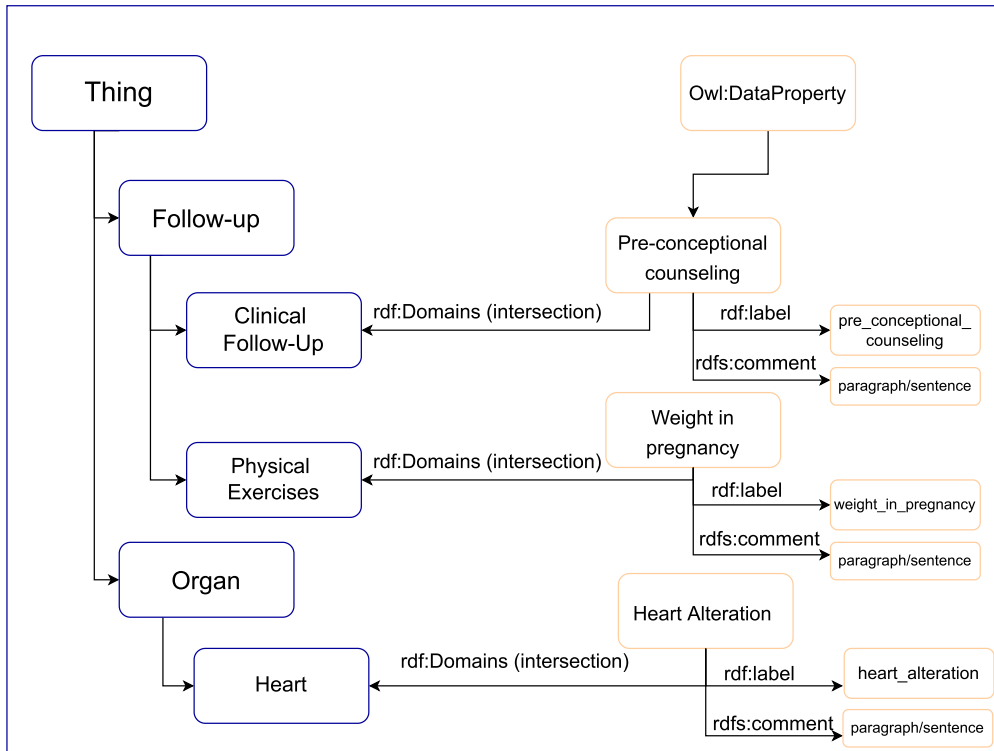 Thing
Owl:DataProperty
Follow-up
Pre-conceptional
counseling
Clinical
Follow-Up
rdf:Domains (intersection)
rdf:label
pre_conceptional_
counseling
rdfs:comment
paragraph/sentence
Weight in
pregnancy
Physical
Exercises
rdf:Domains (intersection)
rdf:label
weight_in_pregnancy
rdfs:comment
paragraph/sentence
Organ
Heart Alteration
Heart
rdf:Domains (intersection)
rdf:label
heart_alteration
rdfs:comment
paragraph/sentence